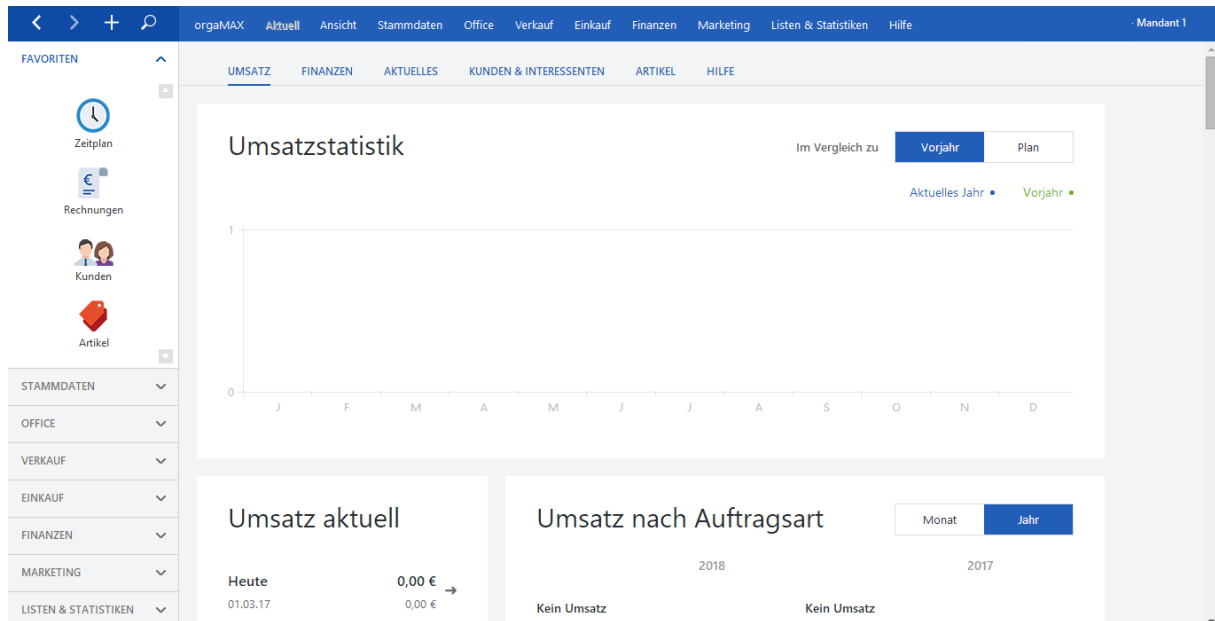 orgaMAX Aktuell Ansicht Stammdaten Office Verkauf Einkauf Finanzen Marketing Listen & Statistiken Hilfe · Mandant 1
FAVORITEN
Zeitplan
Rechnungen
Kunden
Artikel
STAMMDATEN
OFFICE
VERKAUF
EINKAUF
FINANZEN
MARKETING
LISTEN & STATISTIKEN
UMSATZ FINANZEN AKTUELLES KUNDEN & INTERESSENTEN ARTIKEL HILFE
Umsatzstatistik
Im Vergleich zu Vorjahr Plan
Aktuelles Jahr Vorjahr
1
0
J F M A M J J A S O N D
Umsatz aktuell
Heute 0,00 €
01.03.17 0,00 €
Umsatz nach Auftragsart
Monat Jahr
2018 2017
Kein Umsatz Kein Umsatz